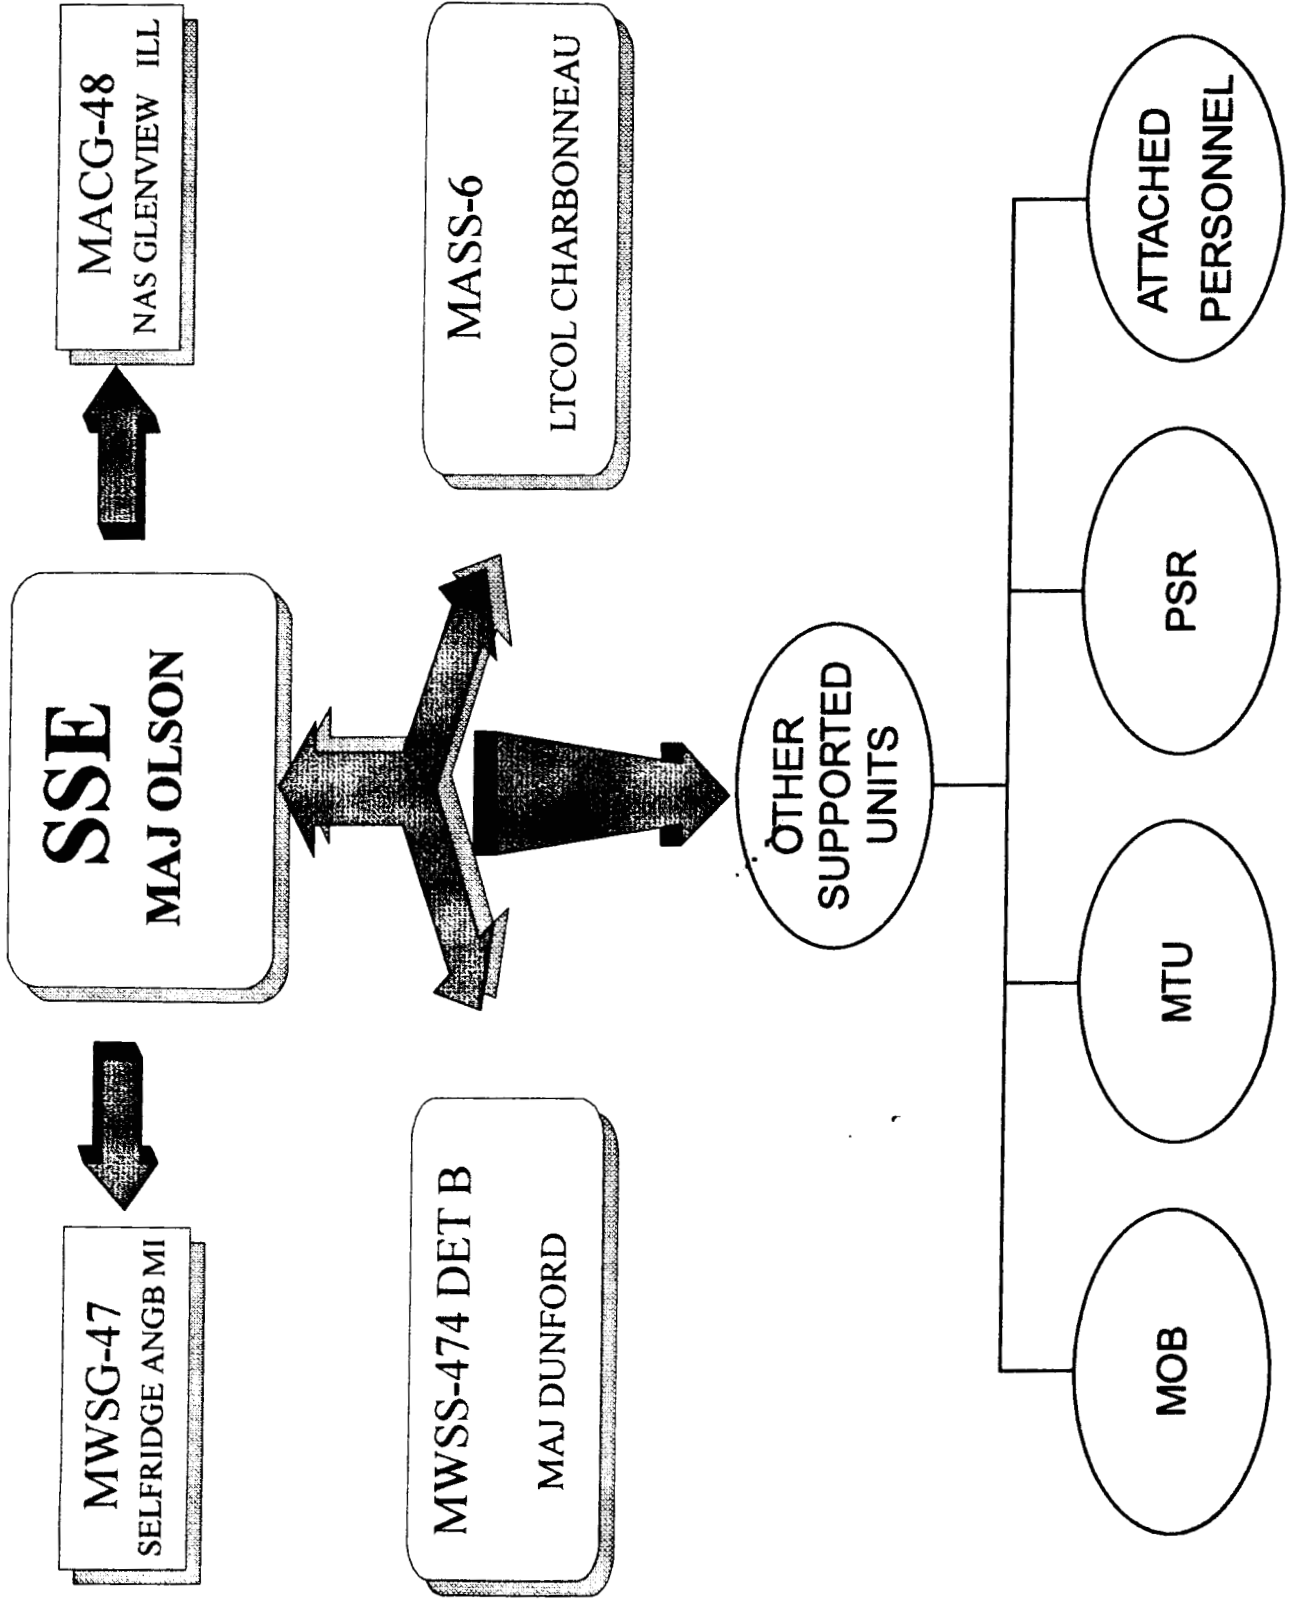 MWSG-47
SELFRIDGE ANGB MI
SSE
MAJ OLSON
MACG-48
NAS GLENVIEW ILL
MWSS-474 DET B
MAJ DUNFORD
MASS-6
LTCOL CHARBONNEAU
OTHER
SUPPORTED
UNITS
MOB
MTU
PSR
ATTACHED
PERSONNEL